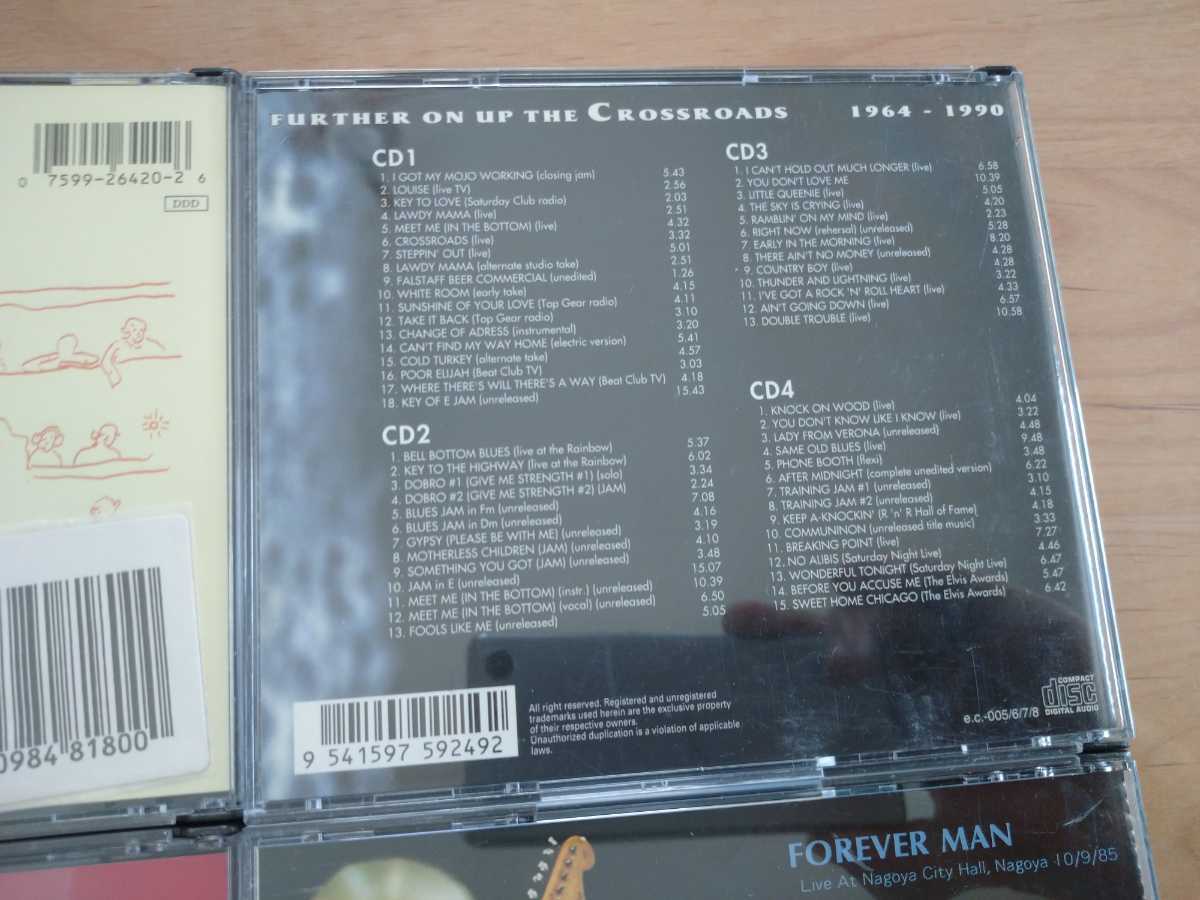 0 7599-26420-2 6
DDD
0984 81800
FURTHER ON UP THE CROSSROADS 1964 - 1990
CD1
1. I GOT MY MOJO WORKING (closing jam) 5.43
2. LOUISE (live TV) 2.56
3. KEY TO LOVE (Saturday Club radio) 2.03
4. LAWDY MAMA (live) 2.51
5. MEET ME (IN THE BOTTOM) (live) 4.32
6. CROSSROADS (live) 3.32
7. STEPPIN' OUT (live) 5.01
8. LAWDY MAMA (alternate studio take) 2.51
9. FALSTAFF BEER COMMERCIAL (unedited) 1.26
10. WHITE ROOM (early take) 4.15
11. SUNSHINE OF YOUR LOVE (Top Gear radio) 4.11
12. TAKE IT BACK (Top Gear radio) 3.10
13. CHANGE OF ADRESS (instrumental) 3.20
14. CAN'T FIND MY WAY HOME (electric version) 5.41
15. COLD TURKEY (alternate take) 4.57
16. POOR ELIJAH (Beat Club TV) 3.03
17. WHERE THERE'S WILL THERE'S A WAY (Beat Club TV) 4.18
18. KEY OF E JAM (unreleased) 15.43
CD2
1. BELL BOTTOM BLUES (live at the Rainbow) 5.37
2. KEY TO THE HIGHWAY (live at the Rainbow) 6.02
3. DOBRO #1 (GIVE ME STRENGTH #1) (solo) 3.34
4. DOBRO #2 (GIVE ME STRENGTH #2) (JAM) 2.24
5. BLUES JAM in Fm (unreleased) 7.08
6. BLUES JAM in Dm (unreleased) 4.16
7. GYPSY (PLEASE BE WITH ME) (unreleased) 3.19
8. MOTHERLESS CHILDREN (JAM) (unreleased) 4.10
9. SOMETHING YOU GOT (JAM) (unreleased) 3.48
10. JAM in E (unreleased) 15.07
11. MEET ME (IN THE BOTTOM) (instr.) (unreleased) 10.39
12. MEET ME (IN THE BOTTOM) (vocal) (unreleased) 6.50
13. FOOLS LIKE ME (unreleased) 5.05
CD3
1. I CAN'T HOLD OUT MUCH LONGER (live) 6.58
2. YOU DON'T LOVE ME 10.39
3. LITTLE QUEENIE (live) 5.05
4. THE SKY IS CRYING (live) 4.20
5. RAMBLIN' ON MY MIND (live) 2.23
6. RIGHT NOW (rehersal) (unreleased) 5.28
7. EARLY IN THE MORNING (live) 8.20
8. THERE AIN'T NO MONEY (unreleased) 4.28
9. COUNTRY BOY (live) 4.28
10. THUNDER AND LIGHTNING (live) 3.22
11. I'VE GOT A ROCK 'N' ROLL HEART (live) 4.33
12. AIN'T GOING DOWN (live) 6.57
13. DOUBLE TROUBLE (live) 10.58
CD4
1. KNOCK ON WOOD (live) 4.04
2. YOU DON'T KNOW LIKE I KNOW (live) 3.22
3. LADY FROM VERONA (unreleased) 4.48
4. SAME OLD BLUES (live) 9.48
5. PHONE BOOTH (flexi) 3.48
6. AFTER MIDNIGHT (complete unedited version) 6.22
7. TRAINING JAM #1 (unreleased) 3.10
8. TRAINING JAM #2 (unreleased) 4.15
9. KEEP A-KNOCKIN' (R 'n' R Hall of Fame) 4.18
10. COMMUNINON (unreleased title music) 3.33
11. BREAKING POINT (live) 7.27
12. NO ALIBIS (Saturday Night Live) 4.46
13. WONDERFUL TONIGHT (Saturday Night Live) 6.47
14. BEFORE YOU ACCUSE ME (The Elvis Awards) 5.47
15. SWEET HOME CHICAGO (The Elvis Awards) 6.42
9 541597 592492
All right reserved. Registered and unregistered
trademarks used herein are the exclusive property
of their respective owners.
Unauthorized duplication is a violation of applicable
laws.
e.c.-005/6/7/8
COMPACT
disc
DIGITAL AUDIO
FOREVER MAN
Live At Nagoya City Hall, Nagoya 10/9/85